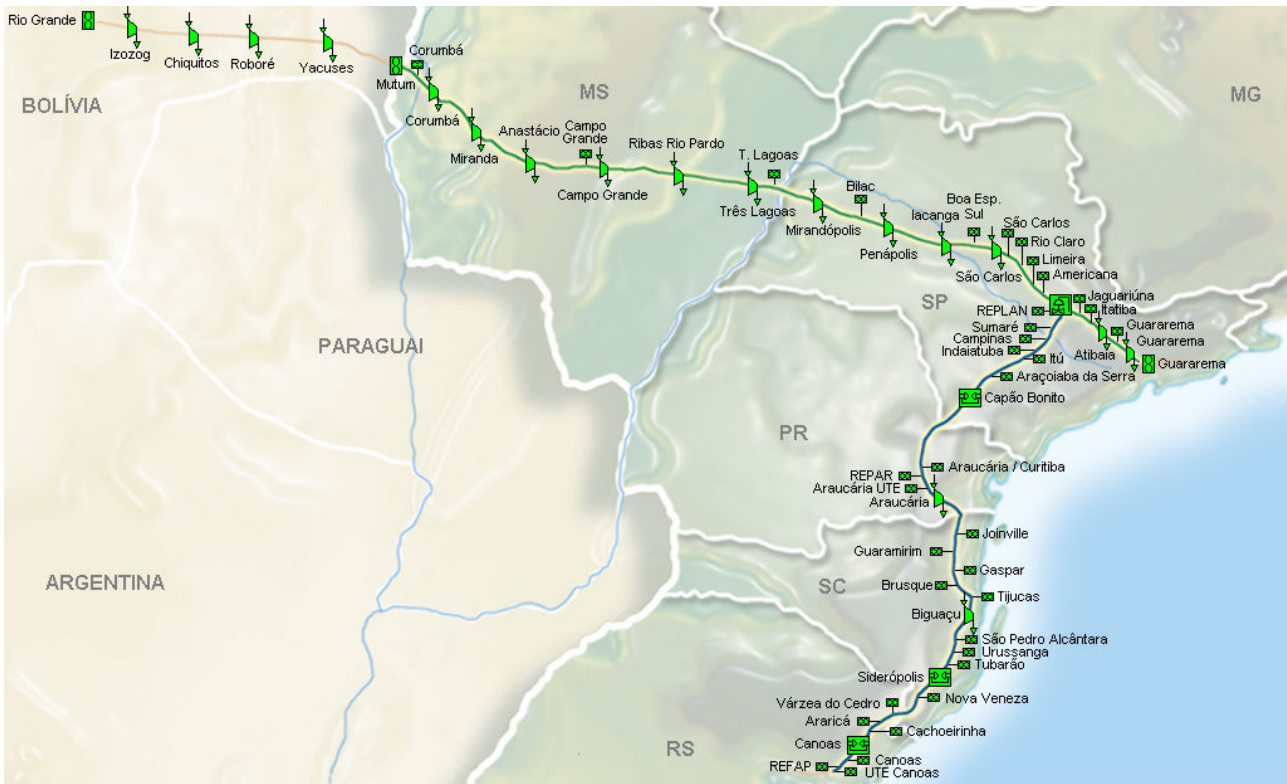 Rio Grande
Izozog
Chiquitos
Roboré
Yacuses
Mutum
Corumbá
Corumbá
BOLÍVIA
MS
MG
Miranda
Anastácio
Campo
Grande
Campo Grande
Ribas Rio Pardo
T. Lagoas
Três Lagoas
Mirandópolis
Bilac
Penápolis
Iacanga
Boa Esp.
Sul
São Carlos
São Carlos
Rio Claro
Limeira
Americana
SP
REPLAN
Jaguariúna
Itatiba
Guararema
Guararema
Atibaia
Guararema
Sumaré
Campinas
Indaiatuba
Itú
PARAGUAI
Araçoiaba da Serra
Capão Bonito
PR
Araucária / Curitiba
REPAR
Araucária UTE
Araucária
Joinville
Guaramirim
Gaspar
ARGENTINA
SC
Brusque
Tijucas
Biguaçu
São Pedro Alcântara
Urussanga
Tubarão
Siderópolis
Nova Veneza
Várzea do Cedro
Araricá
Cachoeirinha
RS
Canoas
Canoas
REFAP
UTE Canoas